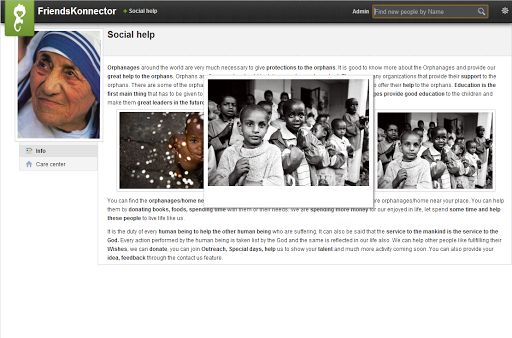 FriendsKonnector
+ Social help
Admin
Find new people by Name
Social help
Orphanages around the world are very much necessary to give protections to the orphans. It is good to know more about the Orphanages and provide our
great help to the orphans. Orphans are
any organizations that provide their support to the
orphans. There are some of the orphan
to offer their help to the orphans. Education is the
first main thing that has to be given to
ges provide good education to the children and
make them great leaders in the future
You can find the orphanages/home ne
re orphanages/home near your place. You can help
them by donating books, foods, spending time with them or their needs. We are spending more money for our enjoyed in life, let spend some time and help
these people to live life like us.
It is the duty of every human being to help the other human being who are suffering. It can also be said that the service to the mankind is the service to the
God. Every action performed by the human being is taken list by the God and the same is reflected in our life also. We can help other people like fullfilling their
Wishes, we can donate, you can join Outreach, Special days, help us to show your talent and much more activity coming soon. You can also provide your
idea, feedback through the contact us feature.
Info
Care center